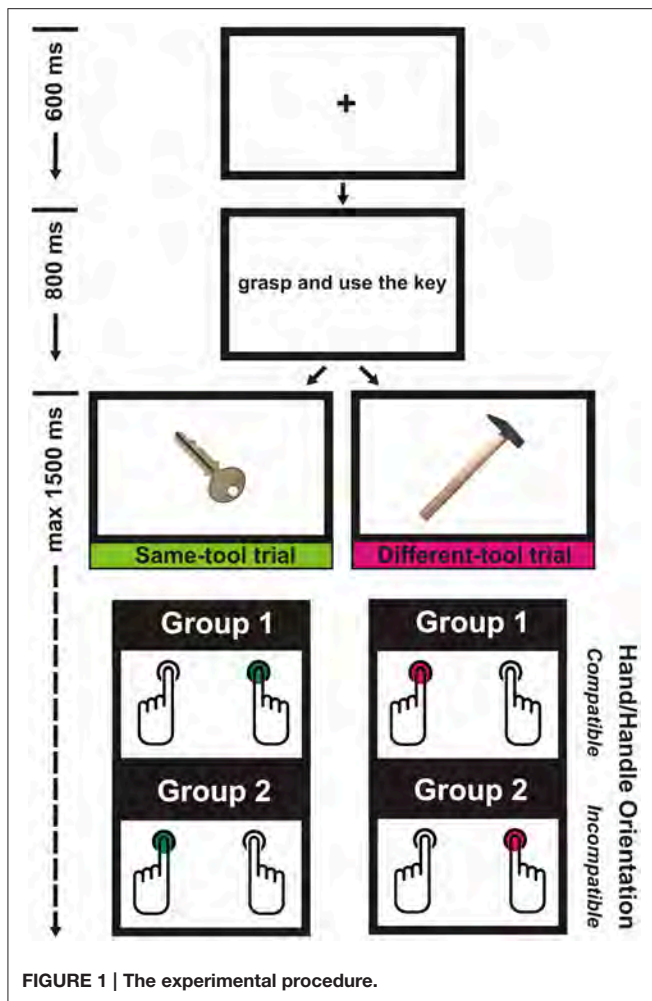 600 ms
+
800 ms
grasp and use the key
max 1500 ms
Same-tool trial
Different-tool trial
Group 1
Group 1
Group 2
Group 2
Compatible
Incompatible
Hand/Handle Orientation
FIGURE 1 | The experimental procedure.